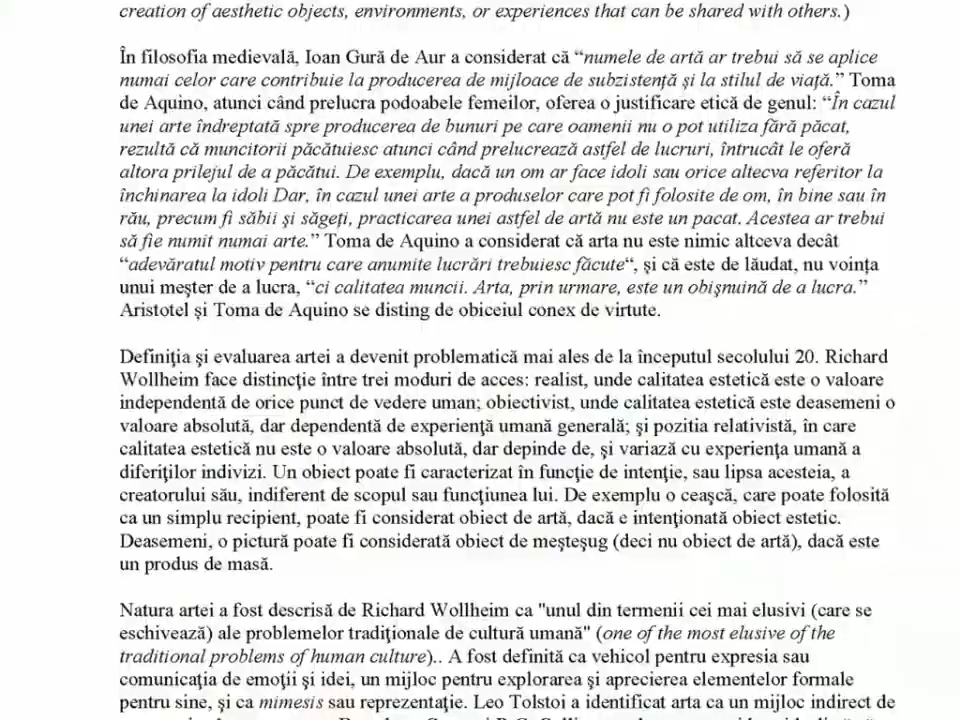 creation of aesthetic objects, environments, or experiences that can be shared with others.)
În filosofia medievală, Ioan Gură de Aur a considerat că “numele de artă ar trebui să se aplice
numai celor care contribuie la producerea de mijloace de subzistență și la stilul de viață.” Toma
de Aquino, atunci când prelucra podoabele femeilor, oferea o justificare etică de genul: “În cazul
unei arte îndreptată spre producerea de bunuri pe care oamenii nu o pot utiliza fără păcat,
rezultă că muncitorii păcătuiesc atunci când prelucrează astfel de lucruri, întrucât le oferă
altora prilejul de a păcătui. De exemplu, dacă un om ar face idoli sau orice altecva referitor la
închinarea la idoli Dar, în cazul unei arte a produselor care pot fi folosite de om, în bine sau în
rău, precum fi săbii şi săgeți, practicarea unei astfel de artă nu este un pacat. Acestea ar trebui
să fie numit numai arte.” Toma de Aquino a considerat că arta nu este nimic altceva decât
“adevăratul motiv pentru care anumite lucrări trebuiesc făcute“, și că este de lăudat, nu voința
unui meșter de a lucra, “ci calitatea muncii. Arta, prin urmare, este un obişnuină de a lucra.”
Aristotel și Toma de Aquino se disting de obiceiul conex de virtute.
Definiţia şi evaluarea artei a devenit problematică mai ales de la începutul secolului 20. Richard
Wollheim face distincţie între trei moduri de acces: realist, unde calitatea estetică este o valoare
independentă de orice punct de vedere uman; obiectivist, unde calitatea estetică este deasemeni o
valoare absolută, dar dependentă de experienţă umană generală; şi pozitia relativistă, în care
calitatea estetică nu este o valoare absolută, dar depinde de, şi variază cu experienţa umană a
diferiţilor indivizi. Un obiect poate fi caracterizat în funcţie de intenţie, sau lipsa acesteia, a
creatorului său, indiferent de scopul sau funcţiunea lui. De exemplu o ceaşcă, care poate folosită
ca un simplu recipient, poate fi considerat obiect de artă, dacă e intenţionată obiect estetic.
Deasemeni, o pictură poate fi considerată obiect de meşteşug (deci nu obiect de artă), dacă este
un produs de masă.
Natura artei a fost descrisă de Richard Wollheim ca "unul din termenii cei mai elusivi (care se
eschivează) ale problemelor tradiţionale de cultură umană" (one of the most elusive of the
traditional problems of human culture).. A fost definită ca vehicol pentru expresia sau
comunicaţia de emoţii şi idei, un mijloc pentru explorarea şi aprecierea elementelor formale
pentru sine, şi ca mimesis sau reprezentaţie. Leo Tolstoi a identificat arta ca un mijloc indirect de